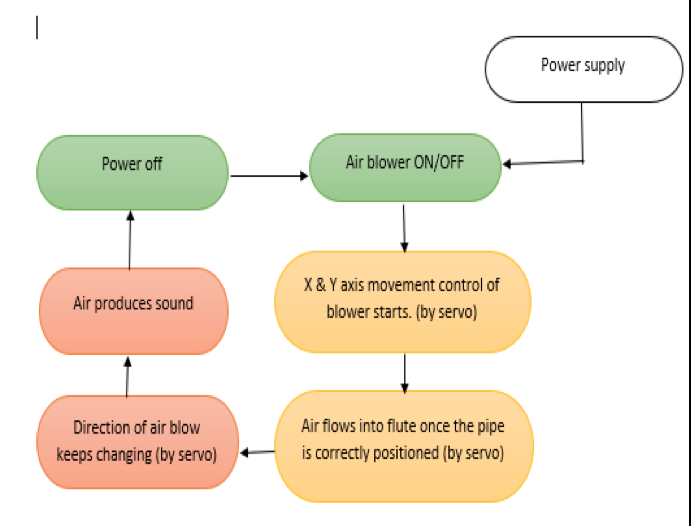 Power supply
Power off
Air blower ON/OFF
Air produces sound
X & Y axis movement control of
blower starts. (by servo)
Direction of air blow
keeps changing (by servo)
Air flows into flute once the pipe
is correctly positioned (by servo)